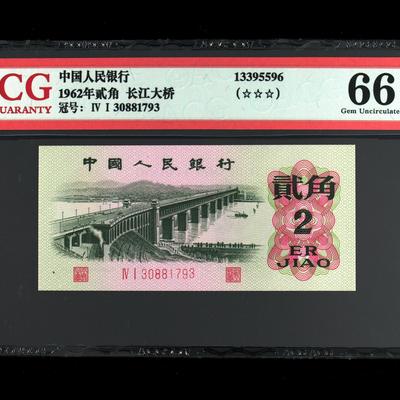 CG
UARANTY
中国人民银行
1962年贰角 长江大桥
冠号: Ⅳ Ⅰ 30881793
13395596
(☆☆☆)
66
Gem Uncirculate
中國人民銀行
貳角
2
ER
JIAO
Ⅳ Ⅰ 30881793